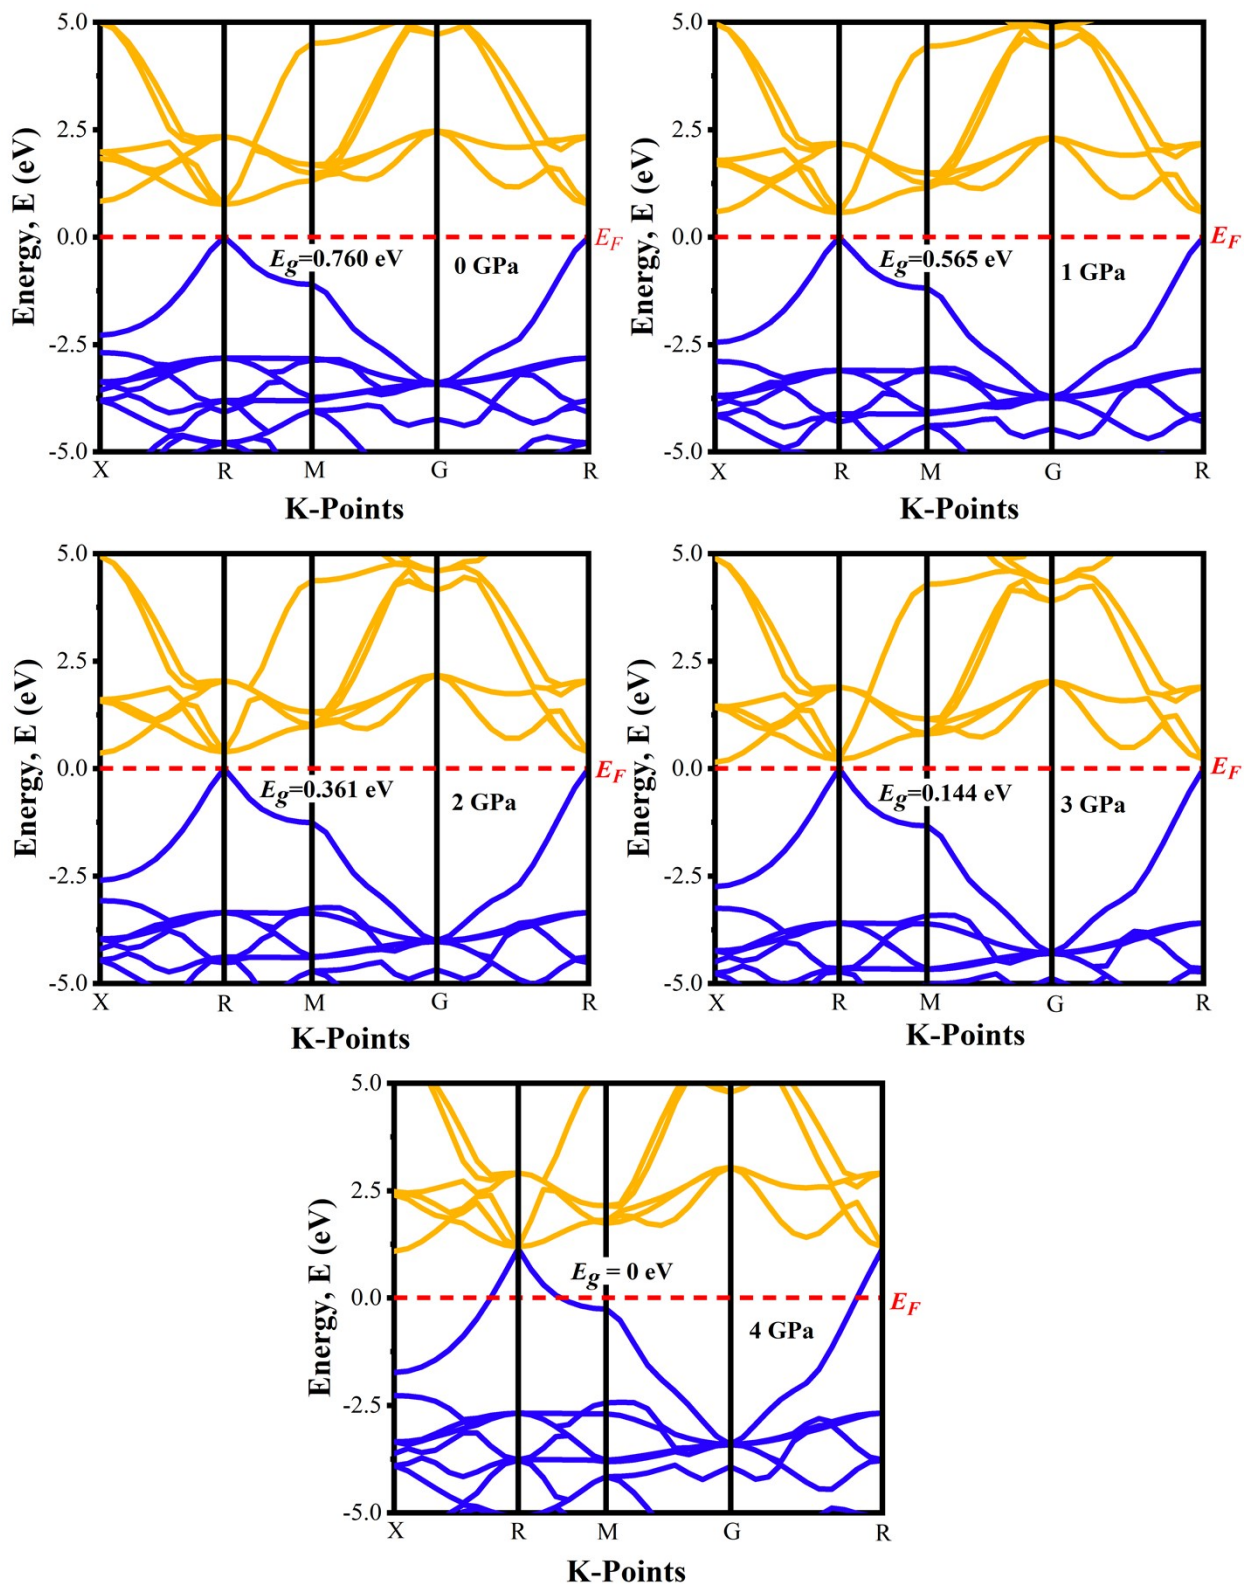 5.0
2.5
0.0
-2.5
-5.0
Energy, E (eV)
E_F
E_g=0.760 eV
0 GPa
X R M G R
K-Points
5.0
2.5
0.0
-2.5
-5.0
Energy, E (eV)
E_F
E_g=0.565 eV
1 GPa
X R M G R
K-Points
5.0
2.5
0.0
-2.5
-5.0
Energy, E (eV)
E_F
E_g=0.361 eV
2 GPa
X R M G R
K-Points
5.0
2.5
0.0
-2.5
-5.0
Energy, E (eV)
E_F
E_g=0.144 eV
3 GPa
X R M G R
K-Points
5.0
2.5
0.0
-2.5
-5.0
Energy, E (eV)
E_g = 0 eV
E_F
4 GPa
X R M G R
K-Points